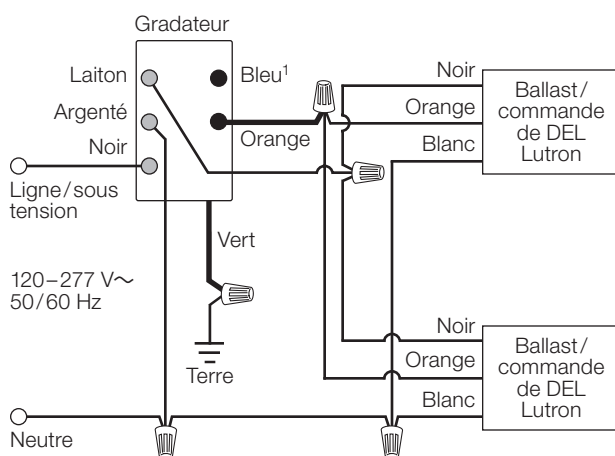 Gradateur
Laiton
Bleu1
Argenté
Orange
Noir
Ligne/sous
tension
Vert
120–277 V~
50/60 Hz
Terre
Neutre
Noir
Orange
Blanc
Ballast/
commande
de DEL
Lutron
Noir
Orange
Blanc
Ballast/
commande
de DEL
Lutron